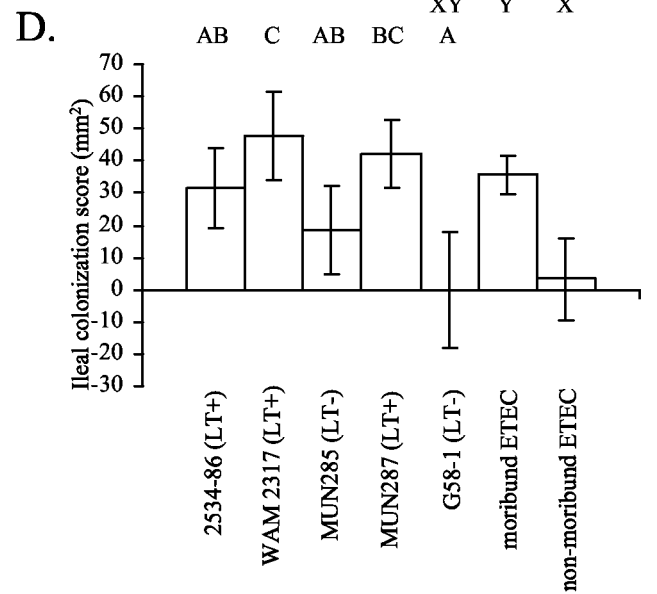 XY Y X
D.
AB C AB BC A
Ileal colonization score (mm²)
70
60
50
40
30
20
10
0
-10
-20
-30
2534-86 (LT+)
WAM 2317 (LT+)
MUN285 (LT-)
MUN287 (LT+)
G58-1 (LT-)
moribund ETEC
non-moribund ETEC